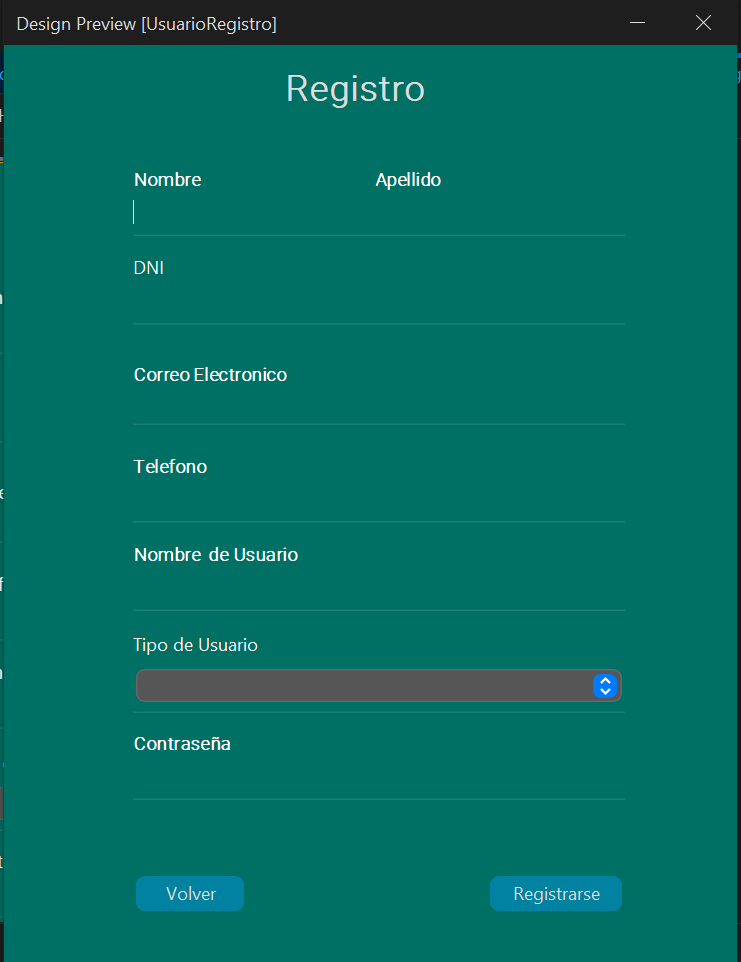 Design Preview [UsuarioRegistro]
Registro
Nombre Apellido
DNI
Correo Electronico
Telefono
Nombre de Usuario
Tipo de Usuario
Contraseña
Volver Registrarse